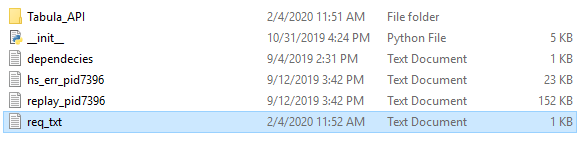 Tabula_API 2/4/2020 11:51 AM File folder
__init__ 10/31/2019 4:24 PM Python File 5 KB
dependecies 9/4/2019 2:31 PM Text Document 1 KB
hs_err_pid7396 9/12/2019 3:42 PM Text Document 23 KB
replay_pid7396 9/12/2019 3:42 PM Text Document 152 KB
req_txt 2/4/2020 11:52 AM Text Document 1 KB